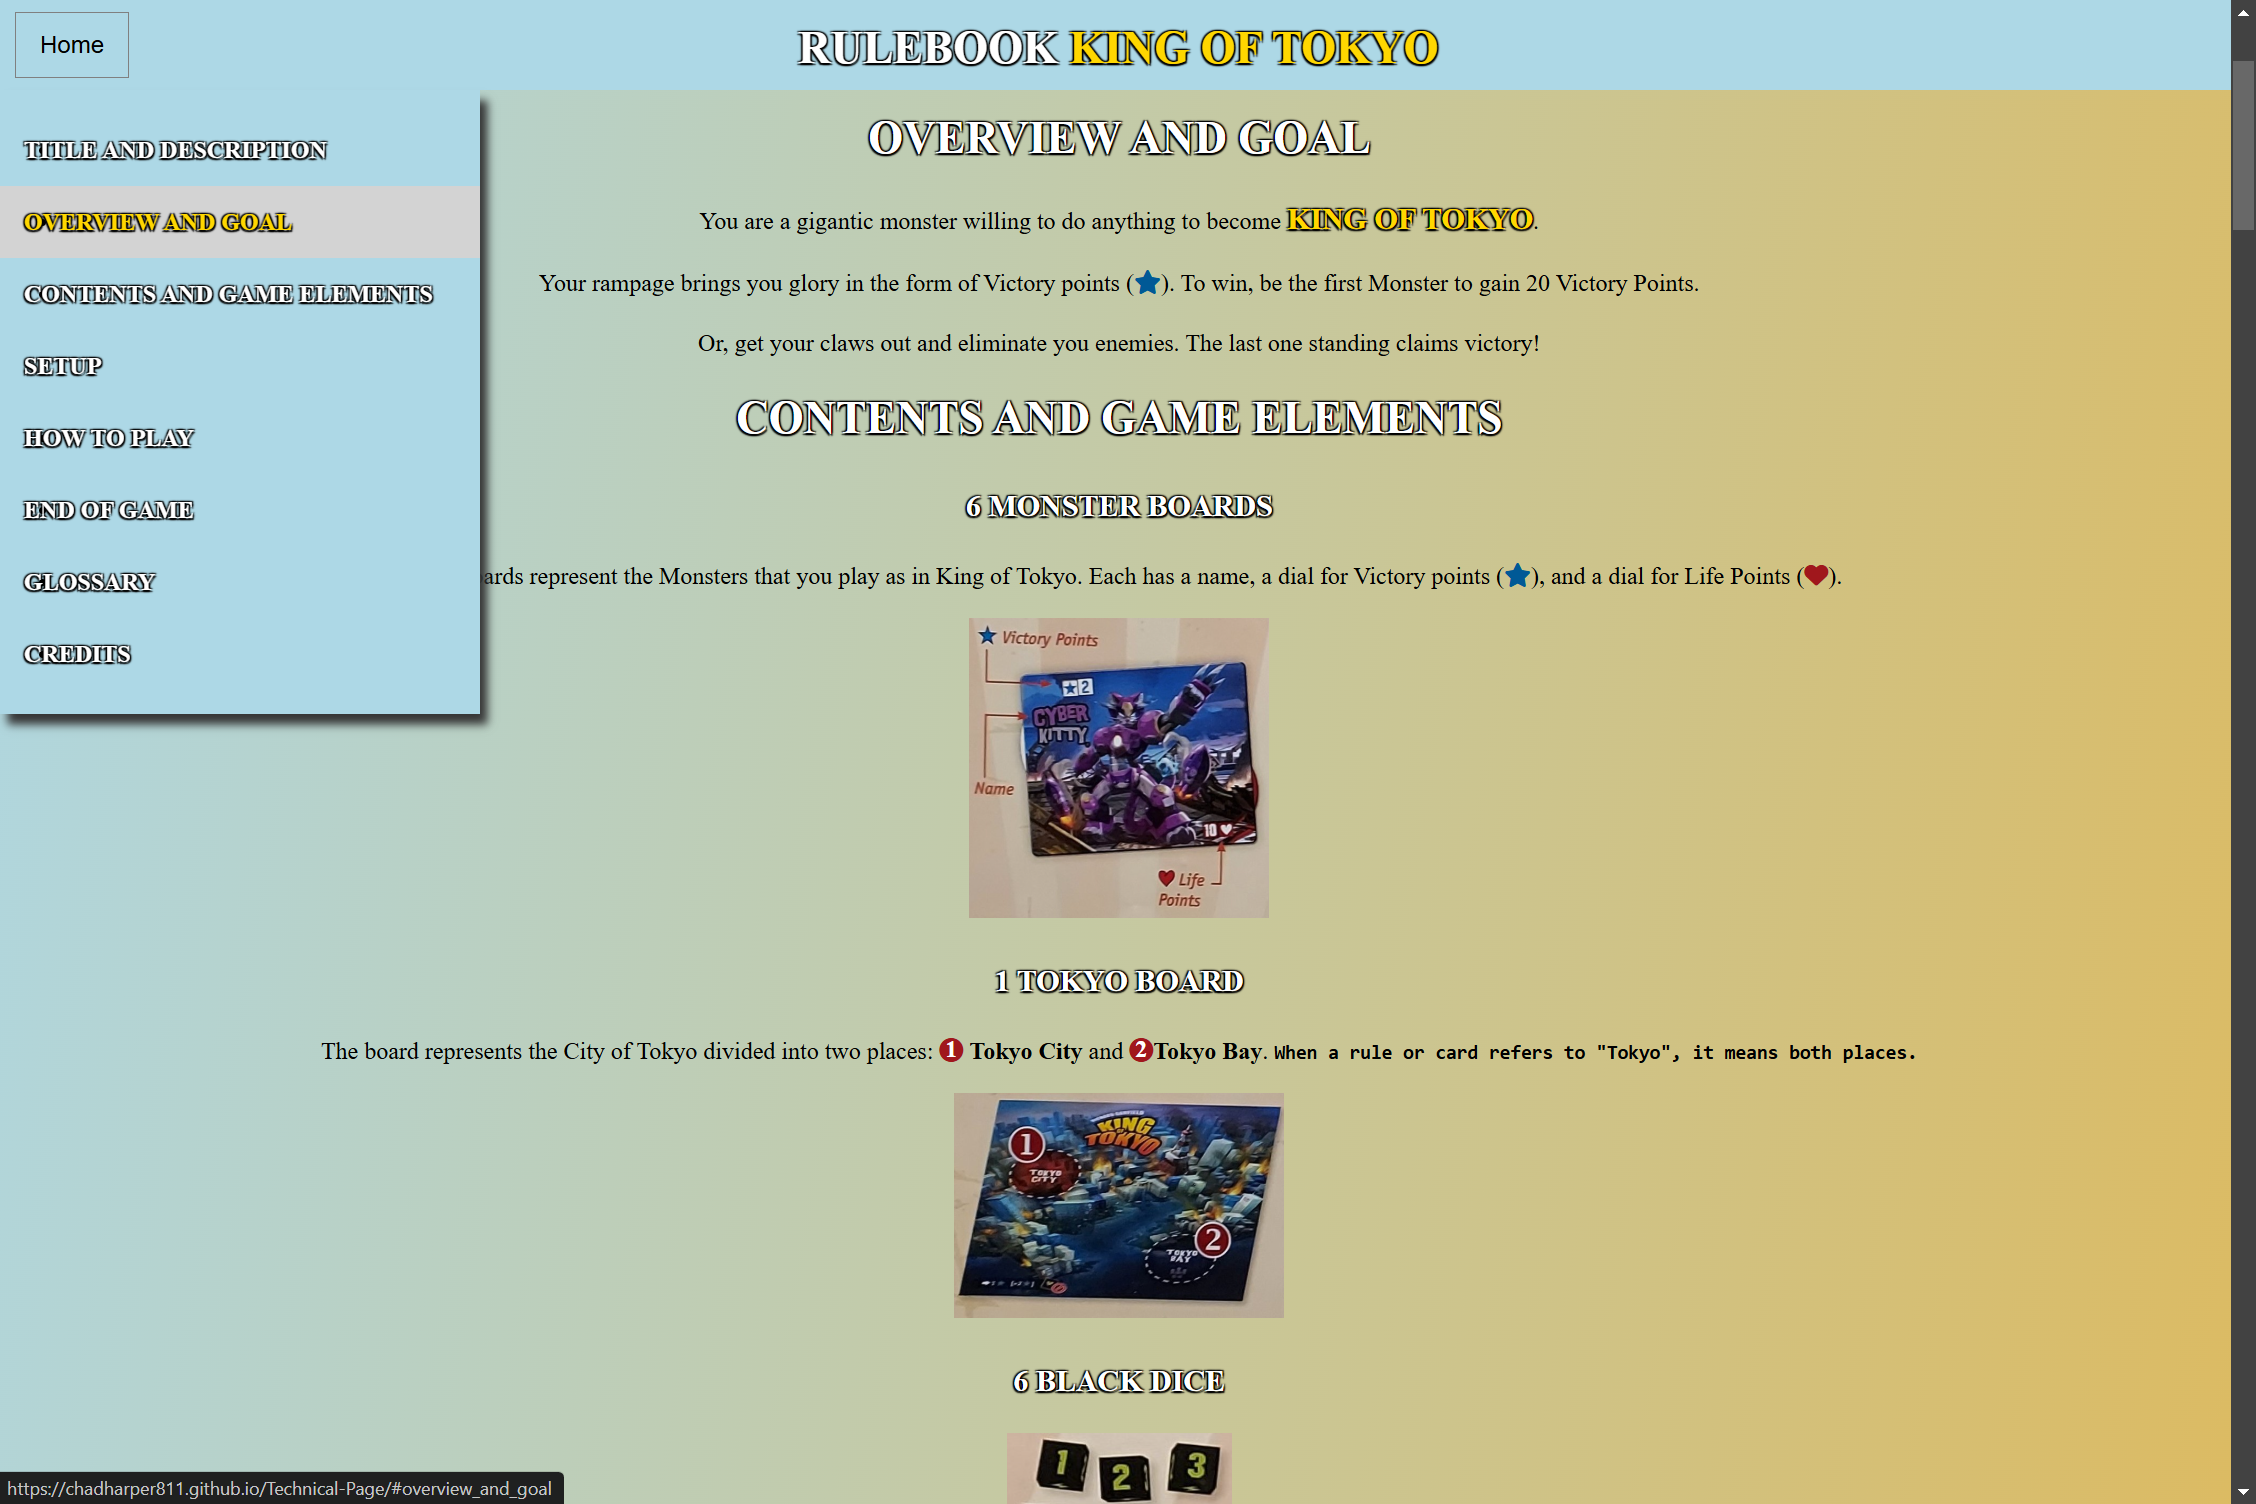 Home
RULEBOOK KING OF TOKYO
TITLE AND DESCRIPTION
OVERVIEW AND GOAL
CONTENTS AND GAME ELEMENTS
SETUP
HOW TO PLAY
END OF GAME
GLOSSARY
CREDITS
OVERVIEW AND GOAL
You are a gigantic monster willing to do anything to become KING OF TOKYO.
Your rampage brings you glory in the form of Victory points (★). To win, be the first Monster to gain 20 Victory Points.
Or, get your claws out and eliminate you enemies. The last one standing claims victory!
CONTENTS AND GAME ELEMENTS
6 MONSTER BOARDS
ards represent the Monsters that you play as in King of Tokyo. Each has a name, a dial for Victory points (★), and a dial for Life Points (♥).
★ Victory Points
★ 2
CYBER
KITTY
Name
10 ♥
♥ Life
Points
1 TOKYO BOARD
The board represents the City of Tokyo divided into two places: 1 Tokyo City and 2Tokyo Bay. When a rule or card refers to "Tokyo", it means both places.
KING
OF
TOKYO
1
TOKYO
CITY
2
TOKYO
BAY
6 BLACK DICE
1 2 3
https://chadharper811.github.io/Technical-Page/#overview_and_goal